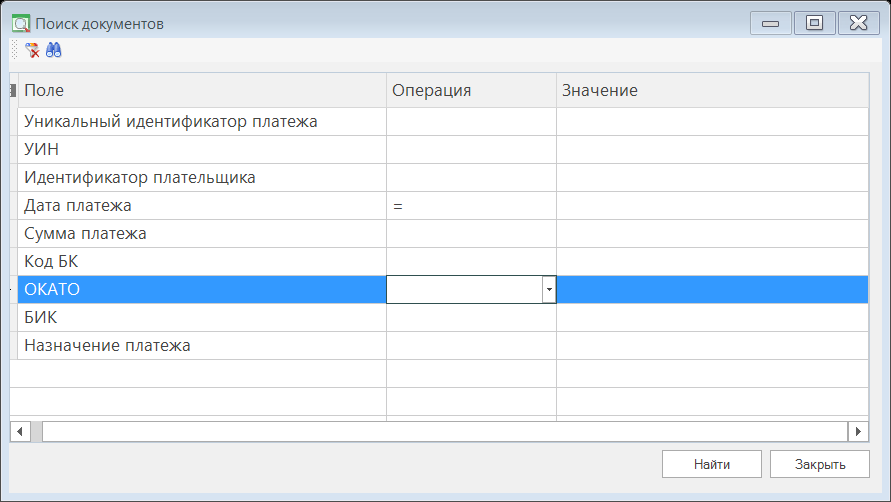 Поиск документов
Поле Операция Значение
Уникальный идентификатор платежа
УИН
Идентификатор плательщика
Дата платежа =
Сумма платежа
Код БК
ОКАТО
БИК
Назначение платежа
Найти Закрыть